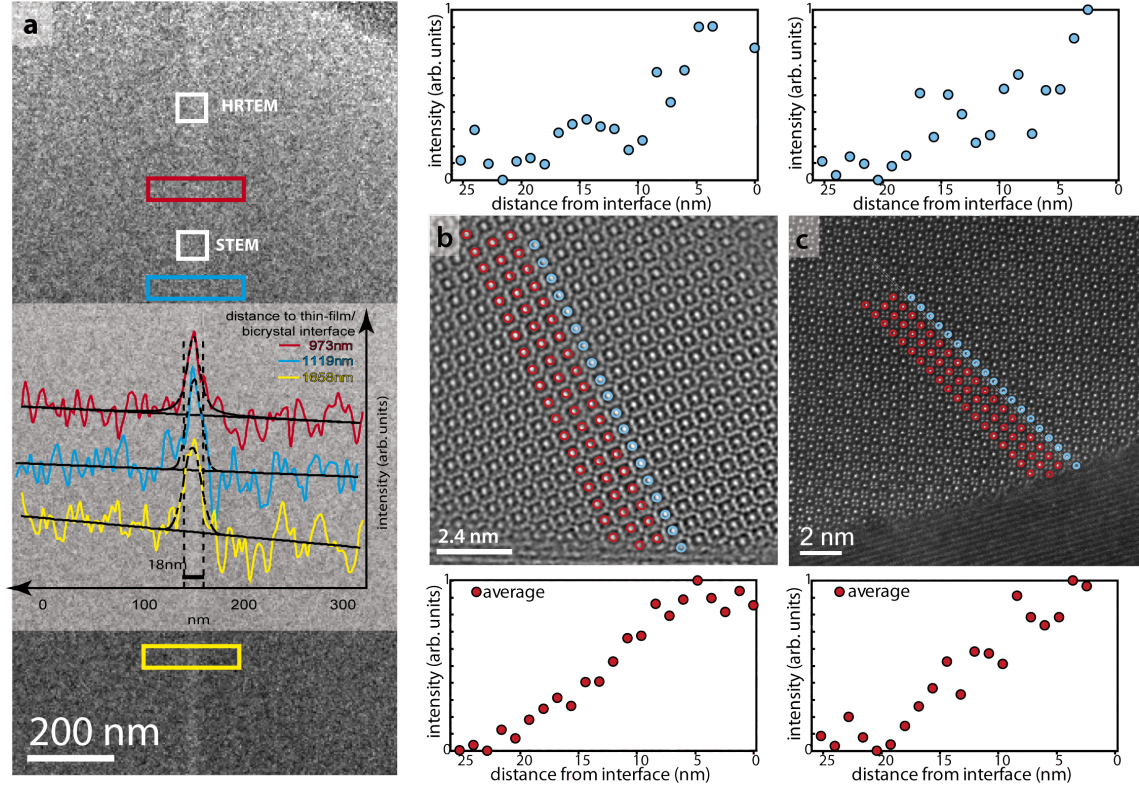 a
HRTEM
STEM
distance to thin-film/
bicrystal interface
973nm
1119nm
1658nm
intensity (arb. units)
18nm
0 100 200 300
nm
200 nm
1
intensity (arb. units)
0
25 20 15 10 5 0
distance from interface (nm)
1
intensity (arb. units)
0
25 20 15 10 5 0
distance from interface (nm)
b
2.4 nm
c
2 nm
1
average
intensity (arb. units)
0
25 20 15 10 5 0
distance from interface (nm)
1
average
intensity (arb. units)
0
25 20 15 10 5 0
distance from interface (nm)